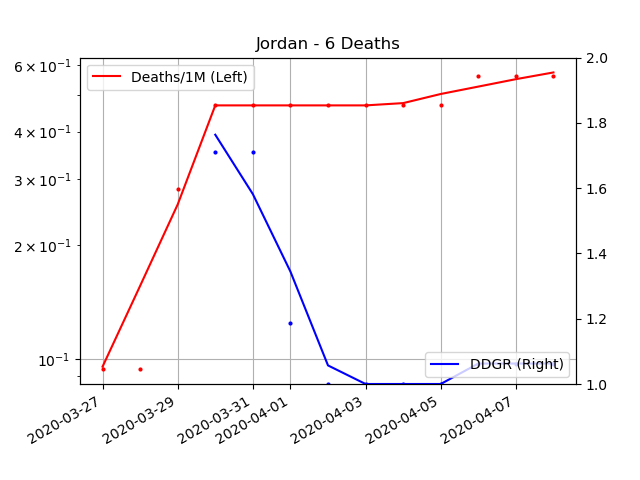 Jordan - 6 Deaths
6 × 10⁻¹
4 × 10⁻¹
3 × 10⁻¹
2 × 10⁻¹
10⁻¹
Deaths/1M (Left)
2.0
1.8
1.6
1.4
1.2
1.0
DDGR (Right)
2020-03-27
2020-03-29
2020-03-31
2020-04-01
2020-04-03
2020-04-05
2020-04-07